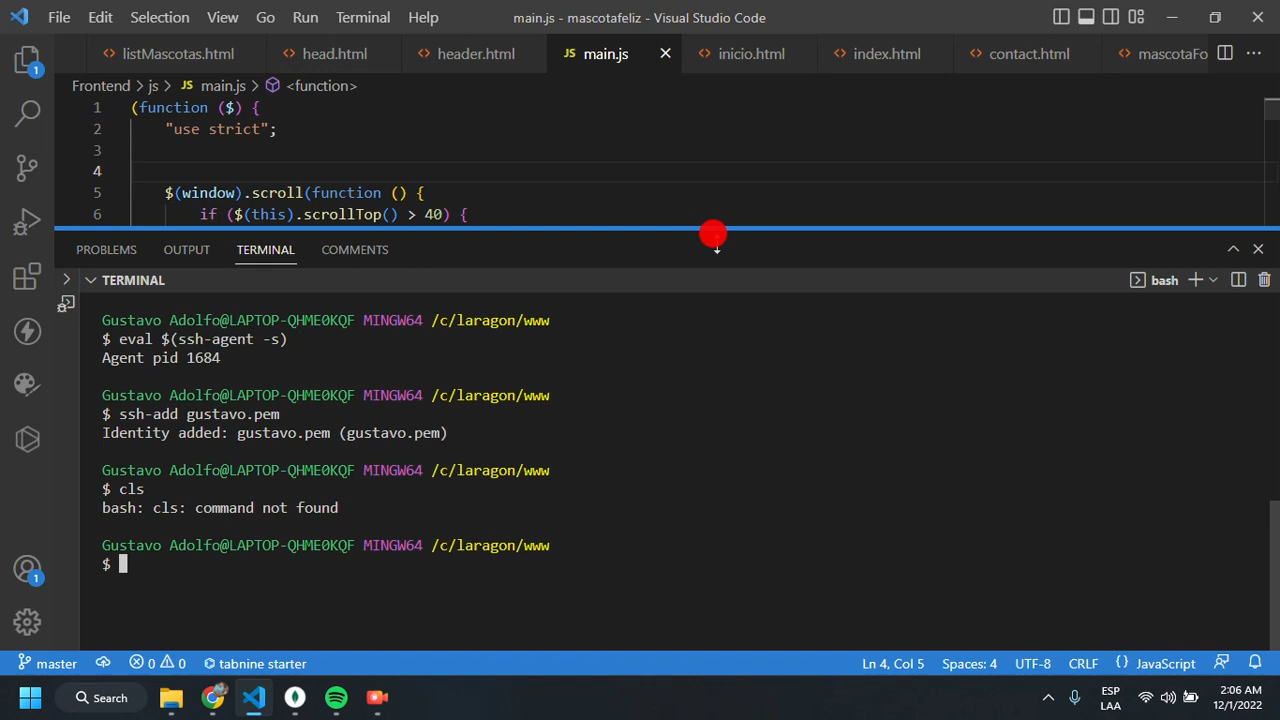 File Edit Selection View Go Run Terminal Help main.js - mascotafeliz - Visual Studio Code
listMascotas.html head.html header.html JS main.js inicio.html index.html contact.html mascotaFo
Frontend > js > JS main.js > <function>
1 (function ($) {
2 "use strict";
3
4
5 $(window).scroll(function () {
6 if ($(this).scrollTop() > 40) {
PROBLEMS OUTPUT TERMINAL COMMENTS
TERMINAL bash
Gustavo Adolfo@LAPTOP-QHME0KQF MINGW64 /c/laragon/www
$ eval $(ssh-agent -s)
Agent pid 1684
Gustavo Adolfo@LAPTOP-QHME0KQF MINGW64 /c/laragon/www
$ ssh-add gustavo.pem
Identity added: gustavo.pem (gustavo.pem)
Gustavo Adolfo@LAPTOP-QHME0KQF MINGW64 /c/laragon/www
$ cls
bash: cls: command not found
Gustavo Adolfo@LAPTOP-QHME0KQF MINGW64 /c/laragon/www
$
1
1
master 0 0 tabnine starter Ln 4, Col 5 Spaces: 4 UTF-8 CRLF {} JavaScript
Search ESP LAA 2:06 AM 12/1/2022